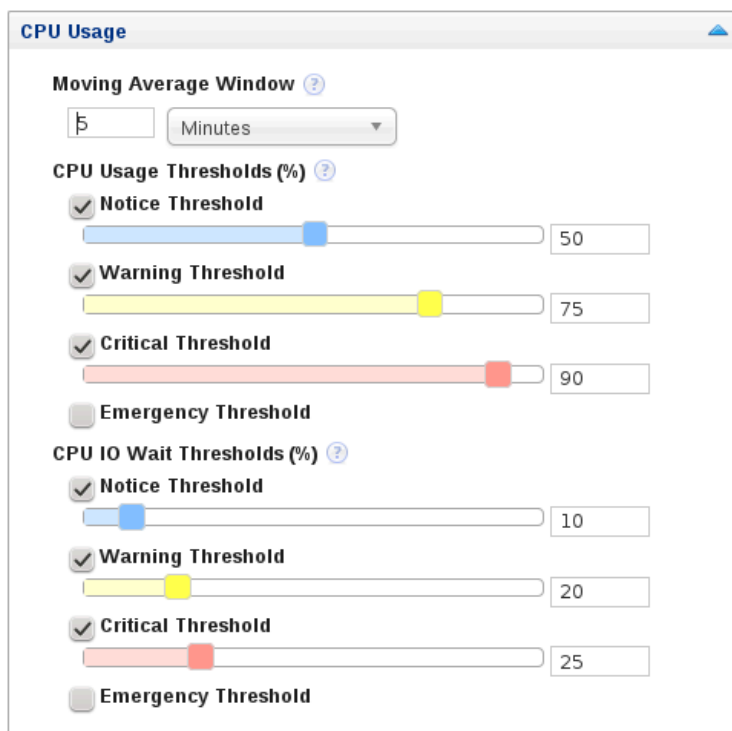 CPU Usage
Moving Average Window ?
5 Minutes
CPU Usage Thresholds (%) ?
Notice Threshold
50
Warning Threshold
75
Critical Threshold
90
Emergency Threshold
CPU IO Wait Thresholds (%) ?
Notice Threshold
10
Warning Threshold
20
Critical Threshold
25
Emergency Threshold